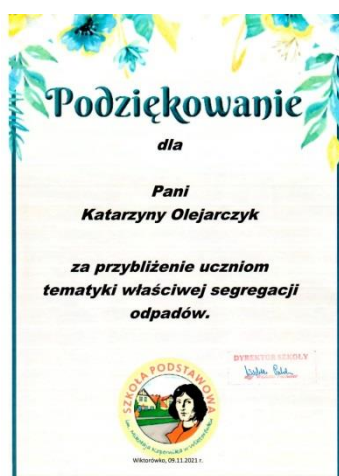 Podziękowanie
dla
Pani
Katarzyny Olejarczyk
za przybliżenie uczniom
tematyki właściwej segregacji
odpadów.
DYREKTOR SZKOŁY
SZKOŁA PODSTAWOWA
Wiktorówko, 09.11.2021 r.